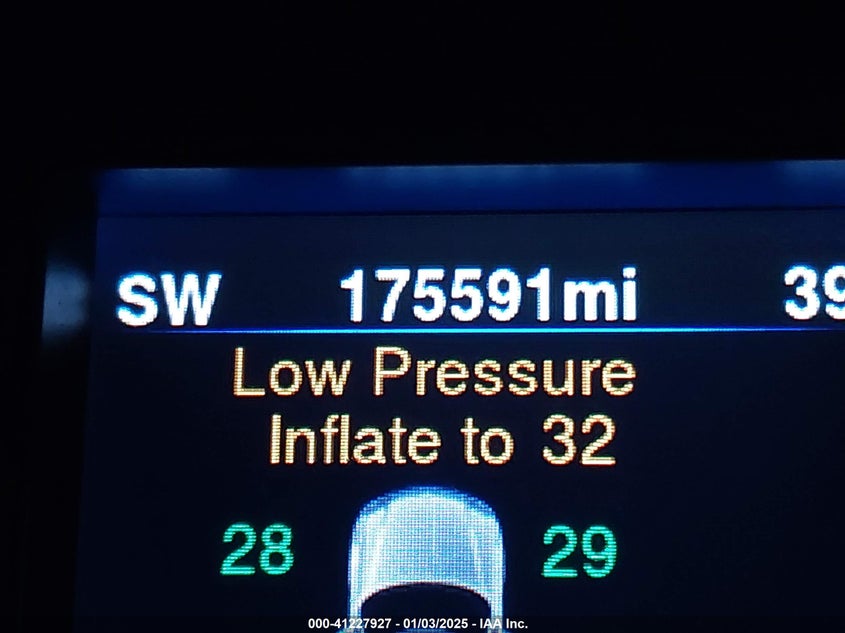 SW 175591mi 39
Low Pressure
Inflate to 32
28 29
000-41227927 - 01/03/2025 - IAA Inc.